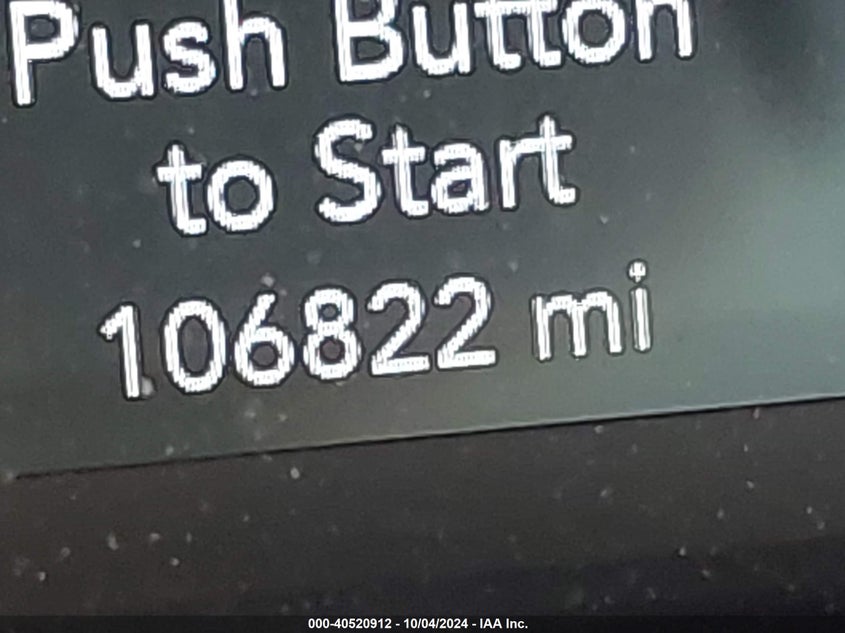 Push Button
to Start
106822 mi
000-40520912 - 10/04/2024 - IAA Inc.